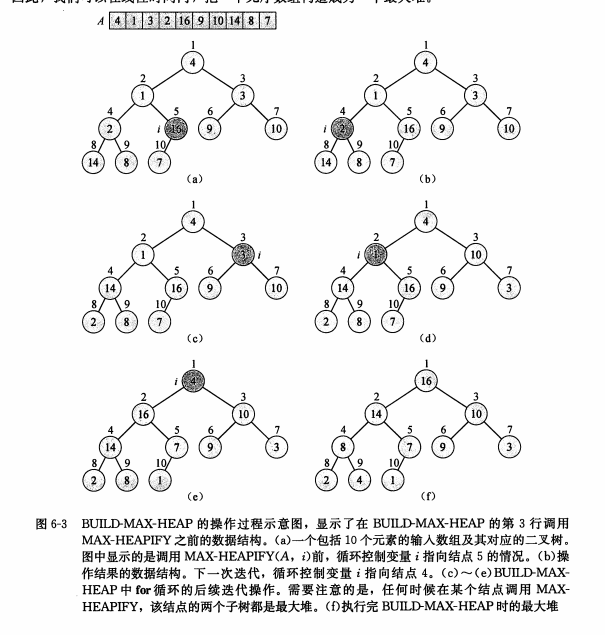 A 4 1 3 2 16 9 10 14 8 7
1
4
2 3
1 3
4 5 6 7
2 i 16 9 10
8 9 10
14 8 7
(a)
1
4
2 3
1 3
4 5 6 7
i 2 16 9 10
8 9 10
14 8 7
(b)
1
4
2 3
1 3 i
4 5 6 7
14 16 9 10
8 9 10
2 8 7
(c)
1
4
2 3
i 1 10
4 5 6 7
14 16 9 3
8 9 10
2 8 7
(d)
1
i 4
2 3
16 10
4 5 6 7
14 7 9 3
8 9 10
2 8 1
(e)
1
16
2 3
14 10
4 5 6 7
8 7 9 3
8 9 10
2 4 1
(f)
图 6-3 BUILD-MAX-HEAP 的操作过程示意图，显示了在 BUILD-MAX-HEAP 的第 3 行调用
MAX-HEAPIFY 之前的数据结构。(a)一个包括 10 个元素的输入数组及其对应的二叉树。
图中显示的是调用 MAX-HEAPIFY(A, i)前，循环控制变量 i 指向结点 5 的情况。(b)操
作结果的数据结构。下一次迭代，循环控制变量 i 指向结点 4。(c)～(e)BUILD-MAX-
HEAP 中 for 循环的后续迭代操作。需要注意的是，任何时候在某个结点调用 MAX-
HEAPIFY，该结点的两个子树都是最大堆。(f)执行完 BUILD-MAX-HEAP 时的最大堆